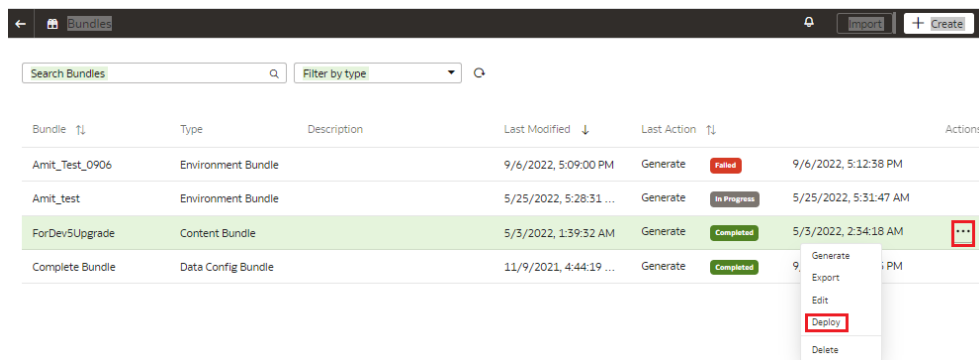 Bundles Import + Create
Search Bundles Filter by type
Bundle Type Description Last Modified Last Action Actions
Amit_Test_0906 Environment Bundle 9/6/2022, 5:09:00 PM Generate Failed 9/6/2022, 5:12:38 PM
Amit_test Environment Bundle 5/25/2022, 5:28:31 ... Generate In Progress 5/25/2022, 5:31:47 AM
ForDev5Upgrade Content Bundle 5/3/2022, 1:39:32 AM Generate Completed 5/3/2022, 2:34:18 AM ...
Complete Bundle Data Config Bundle 11/9/2021, 4:44:19 ... Generate Completed PM
Generate
Export
Edit
Deploy
Delete